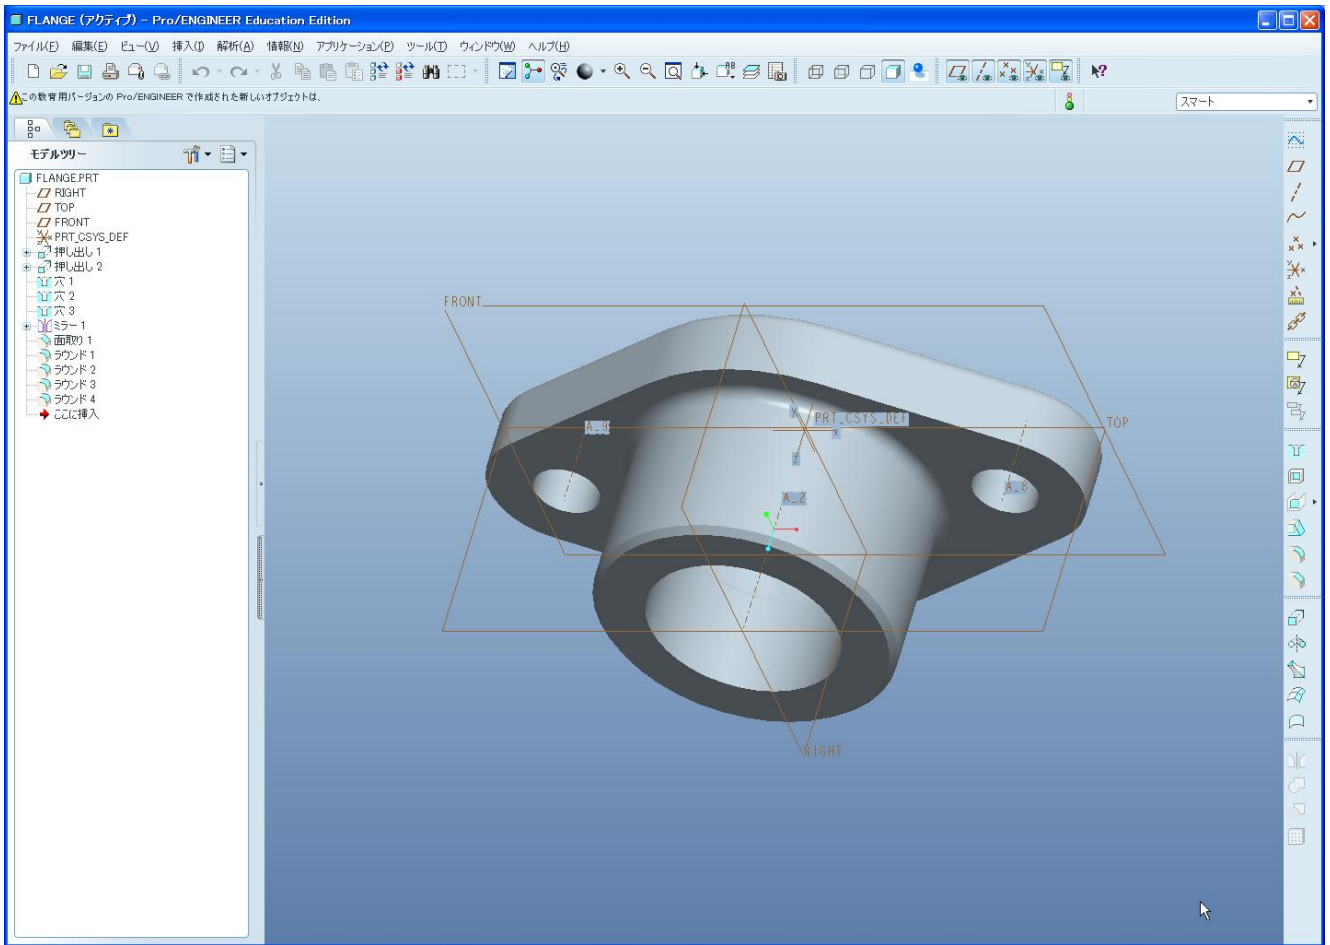 FLANGE (アクティブ) - Pro/ENGINEER Education Edition
ファイル(F) 編集(E) ビュー(V) 挿入(I) 解析(A) 情報(N) アプリケーション(P) ツール(T) ウィンドウ(W) ヘルプ(H)
この教育用バージョンの Pro/ENGINEER で作成された新しいオブジェクトは、
スマート
モデルツリー
FLANGE.PRT
RIGHT
TOP
FRONT
PRT_CSYS_DEF
押し出し 1
押し出し 2
穴 1
穴 2
穴 3
ミラー 1
面取り 1
ラウンド 1
ラウンド 2
ラウンド 3
ラウンド 4
ここに挿入
FRONT
PRT_CSYS_DEF
TOP
A_9
Y
X
Z
A_8
A_2
RIGHT